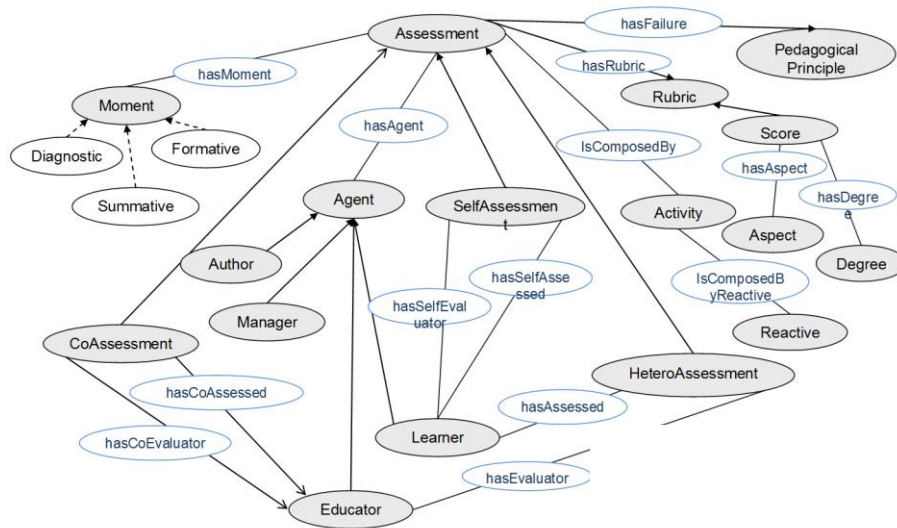 Assessment
hasFailure
Pedagogical
Principle
hasMoment
hasRubric
Moment
Rubric
hasAgent
Score
Diagnostic
Formative
IsComposedBy
hasAspect
Summative
Agent
SelfAssessmen
t
Activity
hasDegre
e
Aspect
Author
Degree
hasSelfAsse
ssed
IsComposedB
yReactive
hasSelfEval
uator
Manager
Reactive
CoAssessment
HeteroAssessment
hasCoAssessed
hasAssessed
hasCoEvaluator
Learner
hasEvaluator
Educator